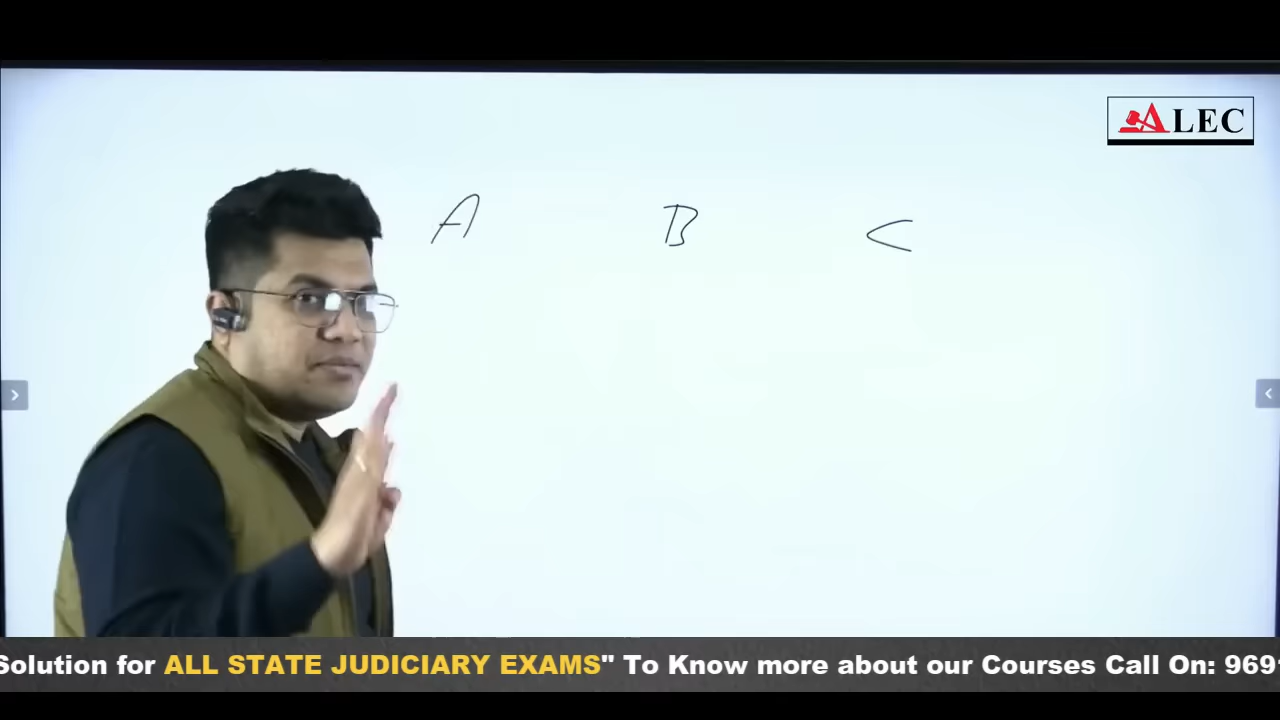 ALEC
A B C
Solution for ALL STATE JUDICIARY EXAMS" To Know more about our Courses Call On: 969